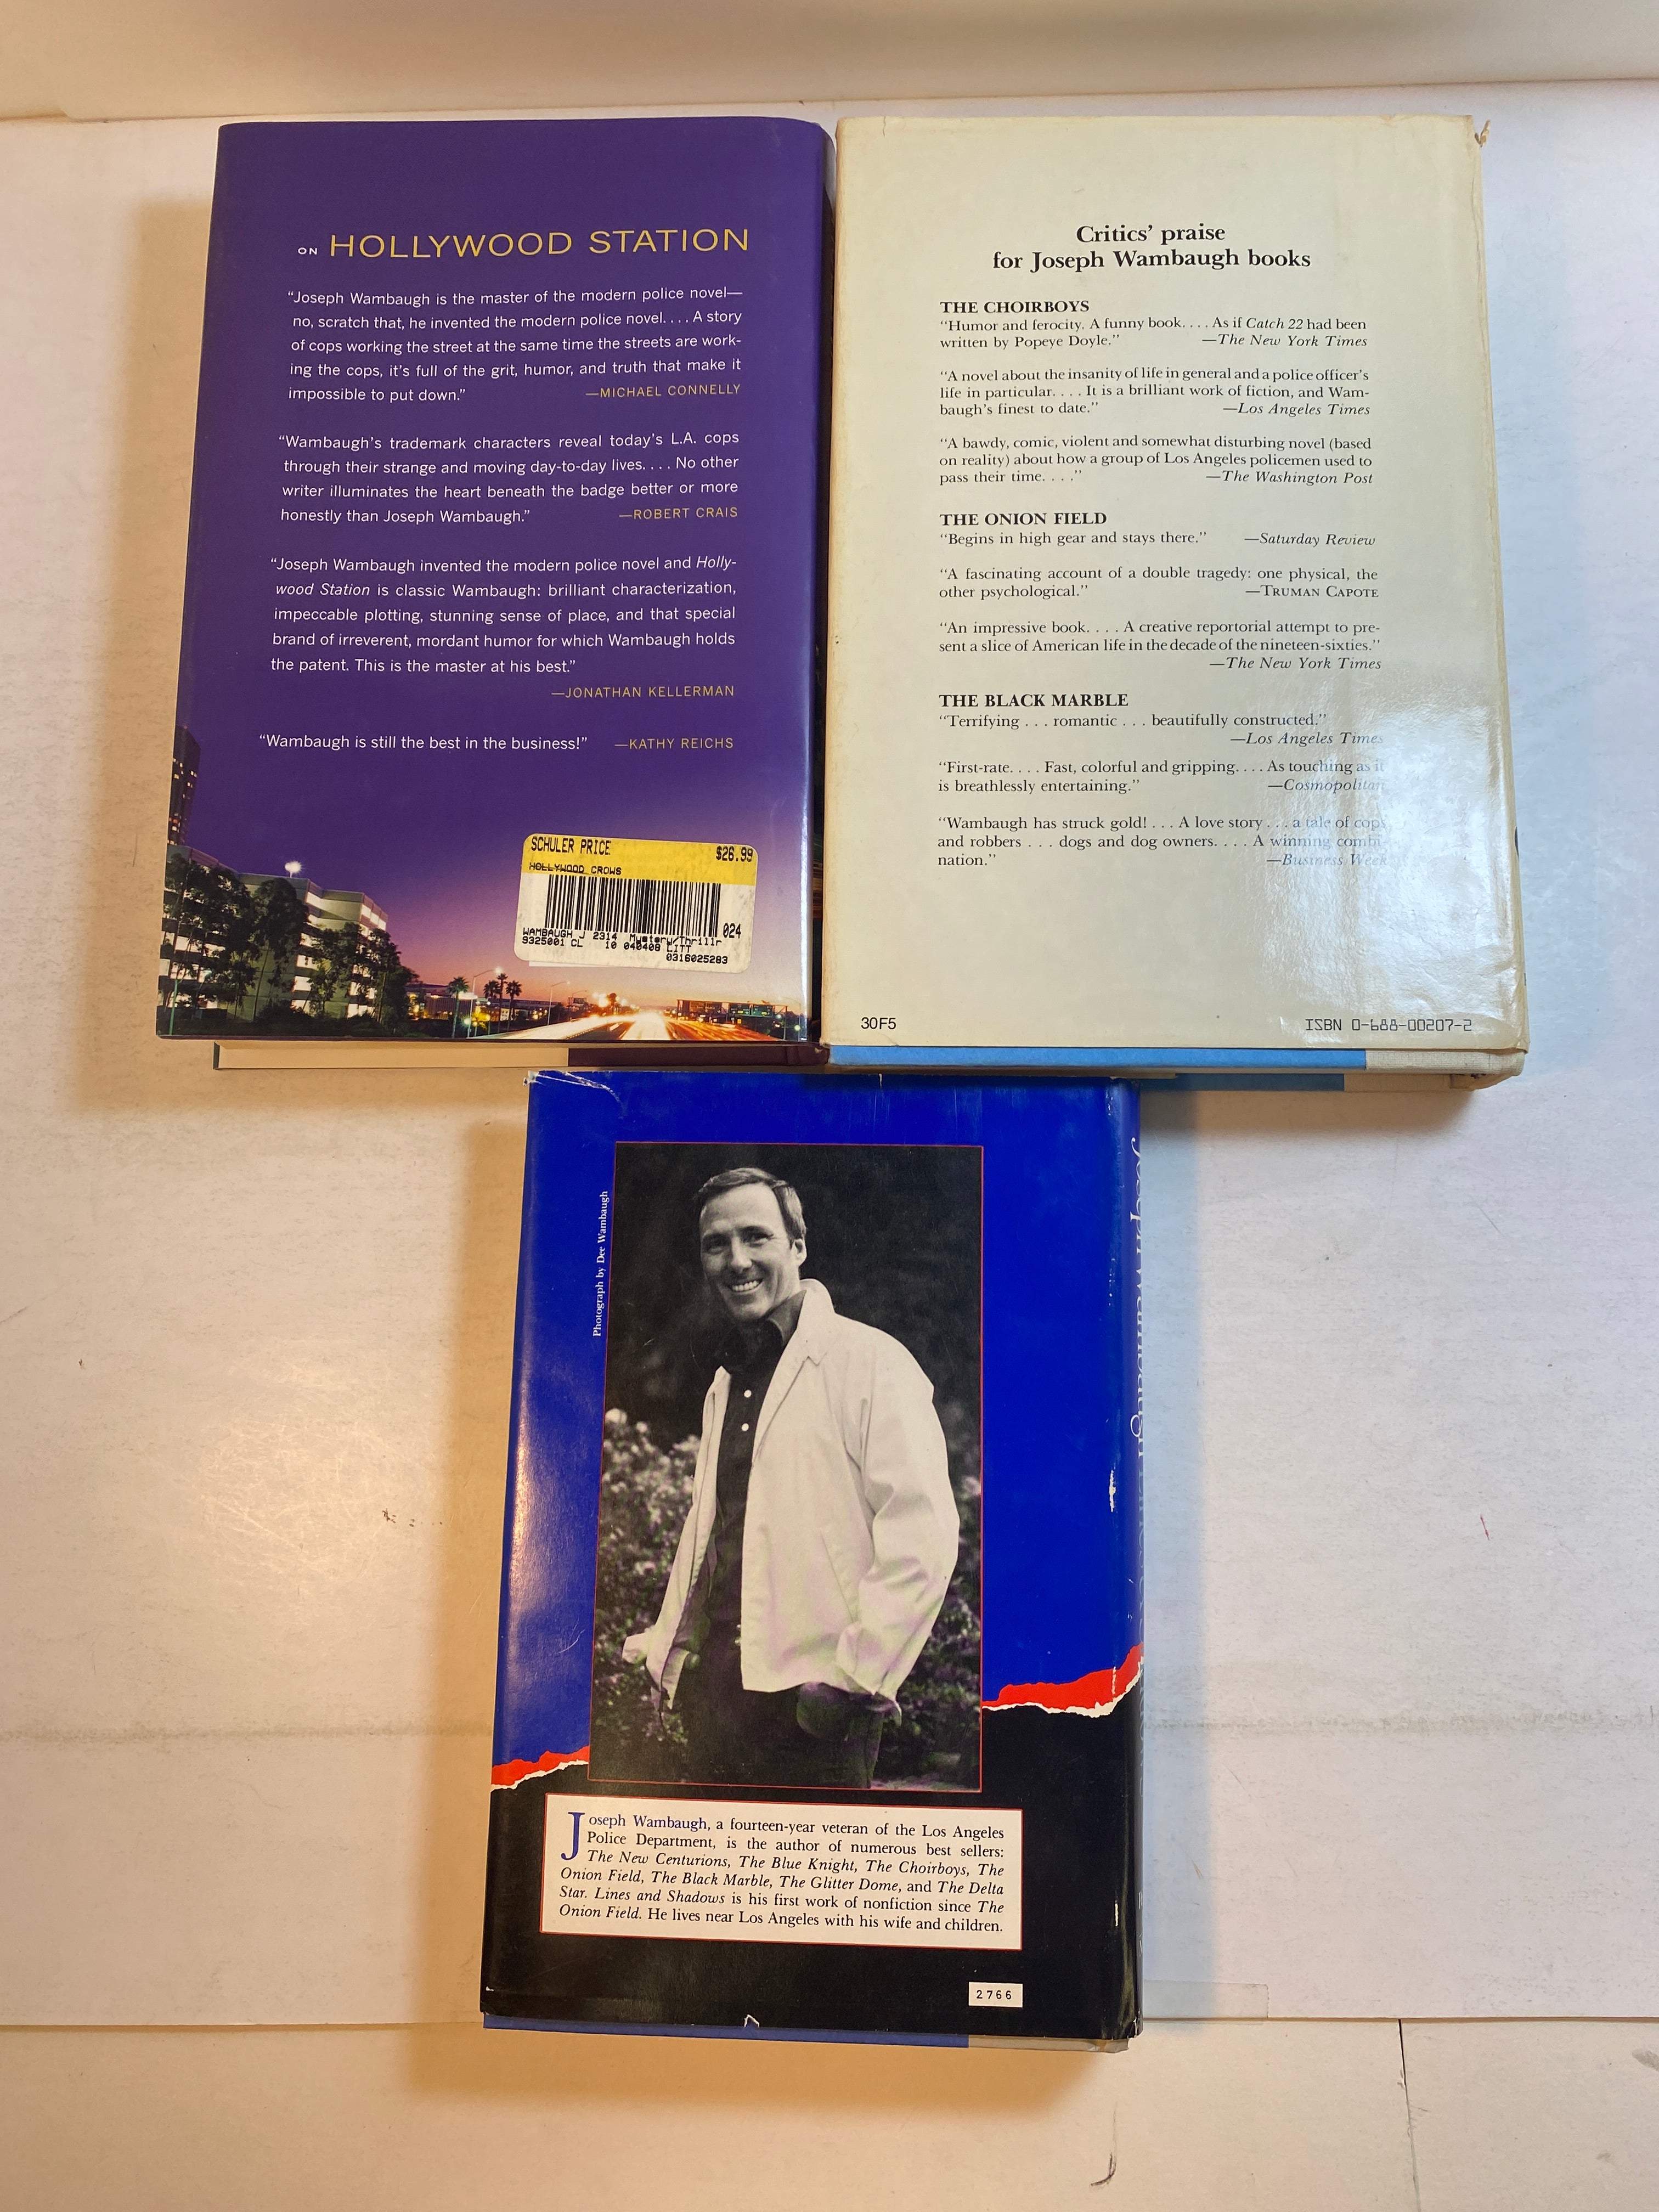 ON HOLLYWOOD STATION
“Joseph Wambaugh is the master of the modern police novel—
no, scratch that, he invented the modern police novel. . . . A story
of cops working the street at the same time the streets are work-
ing the cops, it’s full of the grit, humor, and truth that make it
impossible to put down.” —MICHAEL CONNELLY
“Wambaugh’s trademark characters reveal today’s L.A. cops
through their strange and moving day-to-day lives. . . . No other
writer illuminates the heart beneath the badge better or more
honestly than Joseph Wambaugh.” —ROBERT CRAIS
“Joseph Wambaugh invented the modern police novel and Holly-
wood Station is classic Wambaugh: brilliant characterization,
impeccable plotting, stunning sense of place, and that special
brand of irreverent, mordant humor for which Wambaugh holds
the patent. This is the master at his best.”
—JONATHAN KELLERMAN
“Wambaugh is still the best in the business!” —KATHY REICHS
SCHULER PRICE $26.99
HOLLYWOOD CROWS
024
WAMBAUGH J 2314 Mystery/Thrillr
9325001 CL 10 040408 LITT
0316025283
Critics’ praise
for Joseph Wambaugh books
THE CHOIRBOYS
“Humor and ferocity. A funny book. . . . As if Catch 22 had been
written by Popeye Doyle.” —The New York Times
“A novel about the insanity of life in general and a police officer’s
life in particular. . . . It is a brilliant work of fiction, and Wam-
baugh’s finest to date.” —Los Angeles Times
“A bawdy, comic, violent and somewhat disturbing novel (based
on reality) about how a group of Los Angeles policemen used to
pass their time. . . .” —The Washington Post
THE ONION FIELD
“Begins in high gear and stays there.” —Saturday Review
“A fascinating account of a double tragedy: one physical, the
other psychological.” —TRUMAN CAPOTE
“An impressive book. . . . A creative reportorial attempt to pre-
sent a slice of American life in the decade of the nineteen-sixties.”
—The New York Times
THE BLACK MARBLE
“Terrifying . . . romantic . . . beautifully constructed.”
—Los Angeles Times
“First-rate. . . . Fast, colorful and gripping. . . . As touching as it
is breathlessly entertaining.” —Cosmopolitan
“Wambaugh has struck gold! . . . A love story . . . a tale of cops
and robbers . . . dogs and dog owners. . . . A winning combi-
nation.” —Business Week
30F5
ISBN 0-688-00207-2
Photograph by Dee Wambaugh
Joseph Wambaugh
Joseph Wambaugh, a fourteen-year veteran of the Los Angeles
Police Department, is the author of numerous best sellers:
The New Centurions, The Blue Knight, The Choirboys, The
Onion Field, The Black Marble, The Glitter Dome, and The Delta
Star. Lines and Shadows is his first work of nonfiction since The
Onion Field. He lives near Los Angeles with his wife and children.
2766